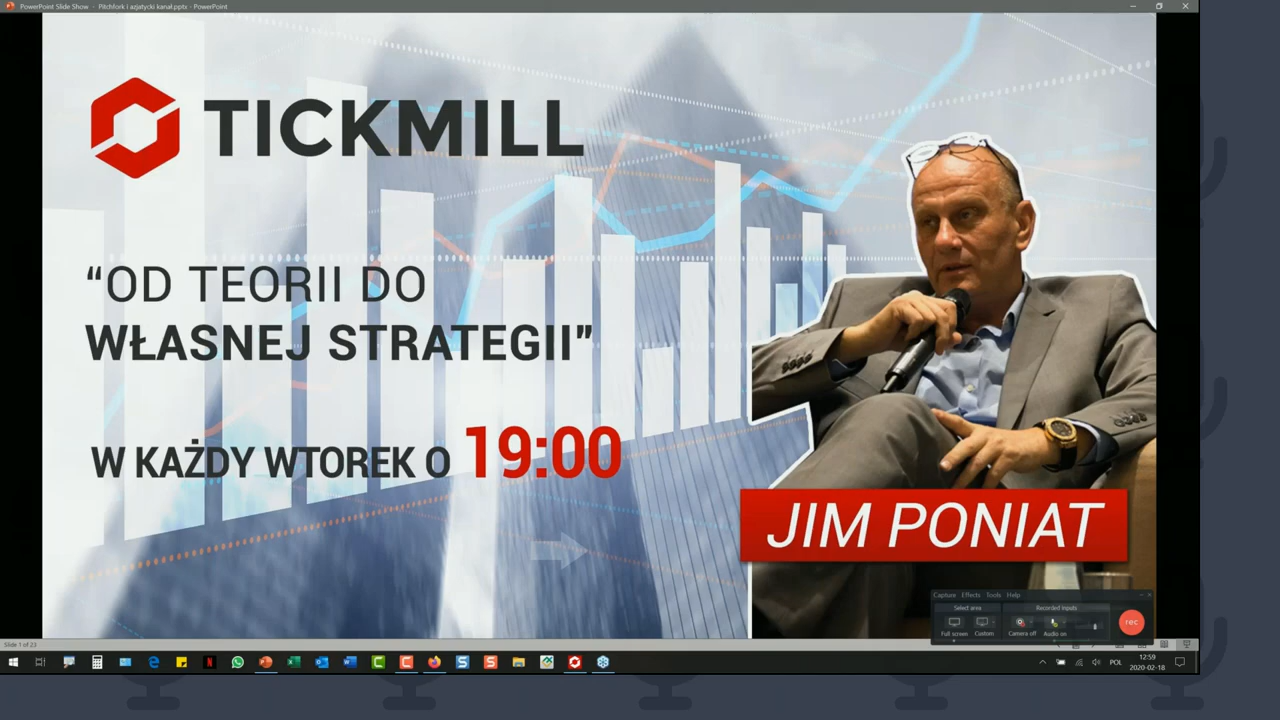 PowerPoint Slide Show - Pitchfork i azjatycki kanał.pptx - PowerPoint
TICKMILL
“OD TEORII DO
WŁASNEJ STRATEGII”
W KAŻDY WTOREK O 19:00
JIM PONIAT
Capture Effects Tools Help
Select area
Recorded inputs
Full screen
Custom
Camera off
Audio on
rec
Slide 1 of 23
POL
12:59
2020-02-18